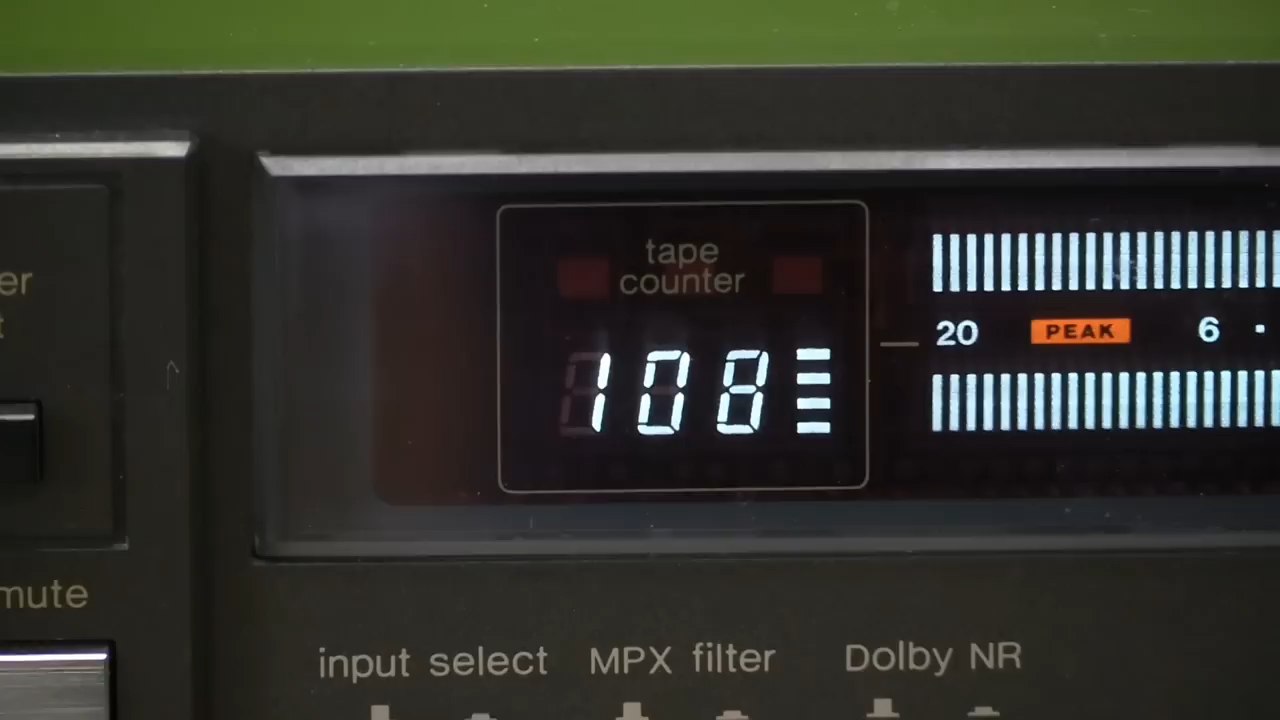 er
t
mute
tape
counter
108
20 PEAK 6 ·
input select MPX filter Dolby NR